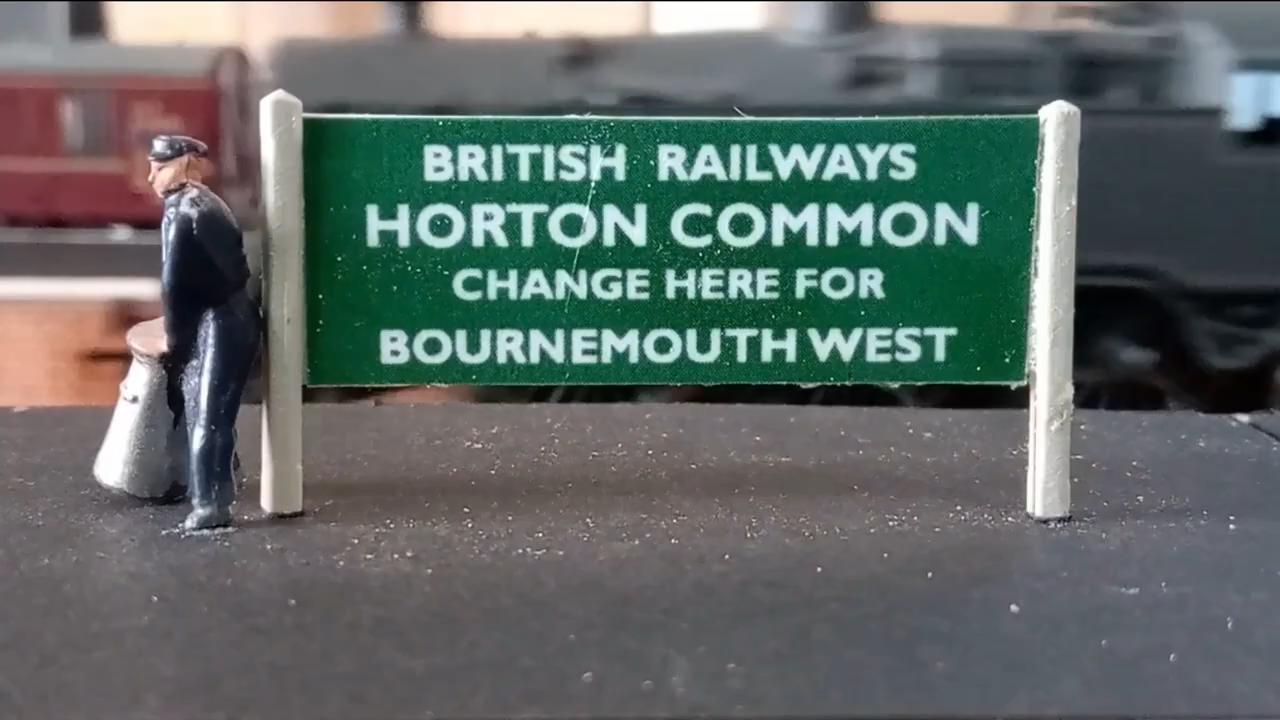 BRITISH RAILWAYS
HORTON COMMON
CHANGE HERE FOR
BOURNEMOUTH WEST